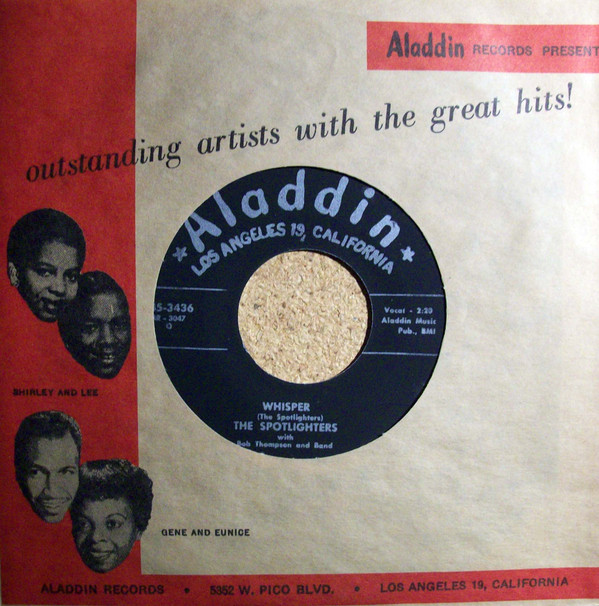 Aladdin RECORDS PRESENT
outstanding artists with the great hits!
Aladdin
★ LOS ANGELES 19, CALIFORNIA ★
45-3436
Vocal - 2:20
Aladdin Music
Pub., BMI
WHISPER
(The Spotlighters)
THE SPOTLIGHTERS
with
Bob Thompson and Band
SHIRLEY AND LEE
GENE AND EUNICE
ALADDIN RECORDS • 5352 W. PICO BLVD. • LOS ANGELES 19, CALIFORNIA